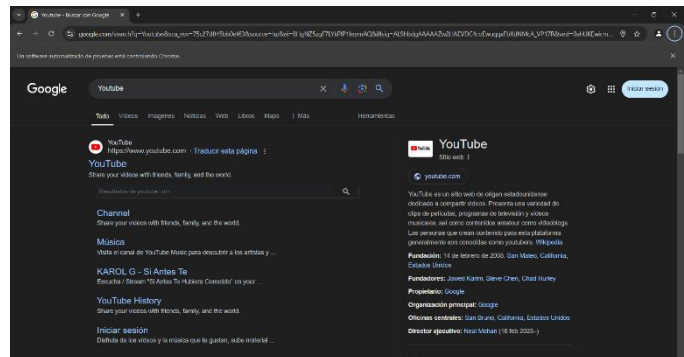 Youtube - Buscar con Google
Un software automatizado de pruebas está controlando Chrome.
Google
Youtube
Iniciar sesión
Todo Vídeos Imágenes Noticias Web Libros Maps Más
Herramientas
YouTube
https://www.youtube.com · Traducir esta página
YouTube
Share your videos with friends, family, and the world.
Resultados de youtube.com
Channel
Share your videos with friends, family, and the world.
Música
Visita el canal de YouTube Music para descubrir a los artistas y ...
KAROL G - Si Antes Te
Escucha / Stream "Si Antes Te Hubiera Conocido" on your ...
YouTube History
Share your videos with friends, family, and the world.
Iniciar sesión
Disfruta de los vídeos y la música que te gustan, sube material ...
YouTube
YouTube
Sitio web
youtube.com
YouTube es un sitio web de origen estadounidense
dedicado a compartir videos. Presenta una variedad de
clips de películas, programas de televisión y vídeos
musicales, así como contenidos amateur como videoblogs.
Las personas que crean contenido para esta plataforma
generalmente son conocidas como youtubers. Wikipedia
Fundación: 14 de febrero de 2005, San Mateo, California,
Estados Unidos
Fundadores: Jawed Karim, Steve Chen, Chad Hurley
Propietario: Google
Organización principal: Google
Oficinas centrales: San Bruno, California, Estados Unidos
Director ejecutivo: Neal Mohan (16 feb 2023–)